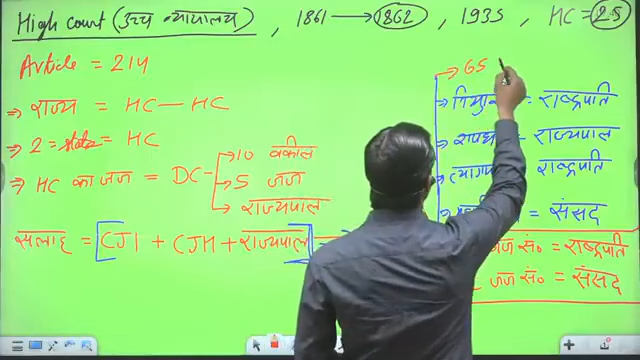 High court (उच्च न्यायालय) , 1861 → 1862 , 1935 , HC = 25
Article = 214
⇒ राज्य = HC — HC
⇒ 2 = state = HC
⇒ HC का जज = DC
→ 10 वकील
→ 5 जज
→ राज्यपाल
सलाह = [CJI + CJH + राज्यपाल] =
→ 65
= राष्ट्रपति
= राज्यपाल
राष्ट्रपति
= संसद
जज सं० = राष्ट्रपति
जज सं० = संसद